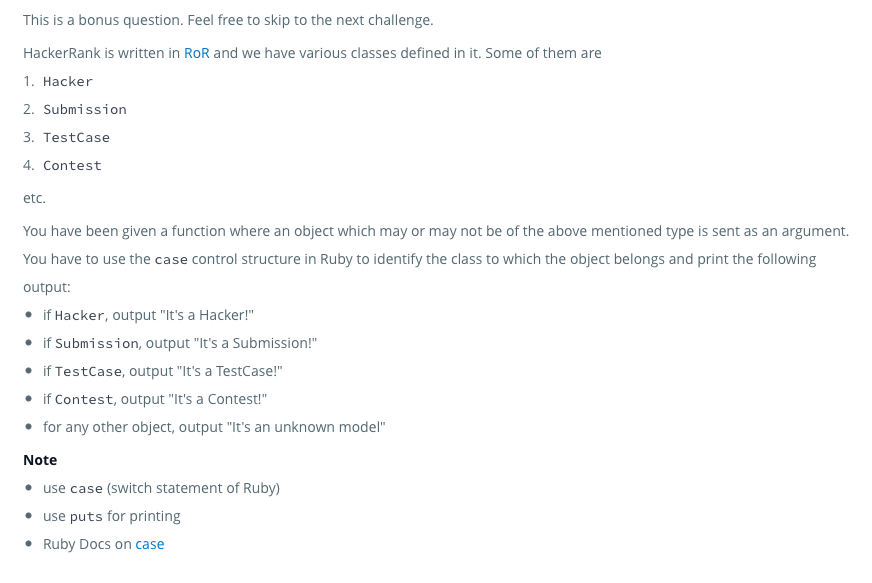 This is a bonus question. Feel free to skip to the next challenge.
HackerRank is written in RoR and we have various classes defined in it. Some of them are
1. Hacker
2. Submission
3. TestCase
4. Contest
etc.
You have been given a function where an object which may or may not be of the above mentioned type is sent as an argument.
You have to use the case control structure in Ruby to identify the class to which the object belongs and print the following
output:
• if Hacker, output "It's a Hacker!"
• if Submission, output "It's a Submission!"
• if TestCase, output "It's a TestCase!"
• if Contest, output "It's a Contest!"
• for any other object, output "It's an unknown model"
Note
• use case (switch statement of Ruby)
• use puts for printing
• Ruby Docs on case